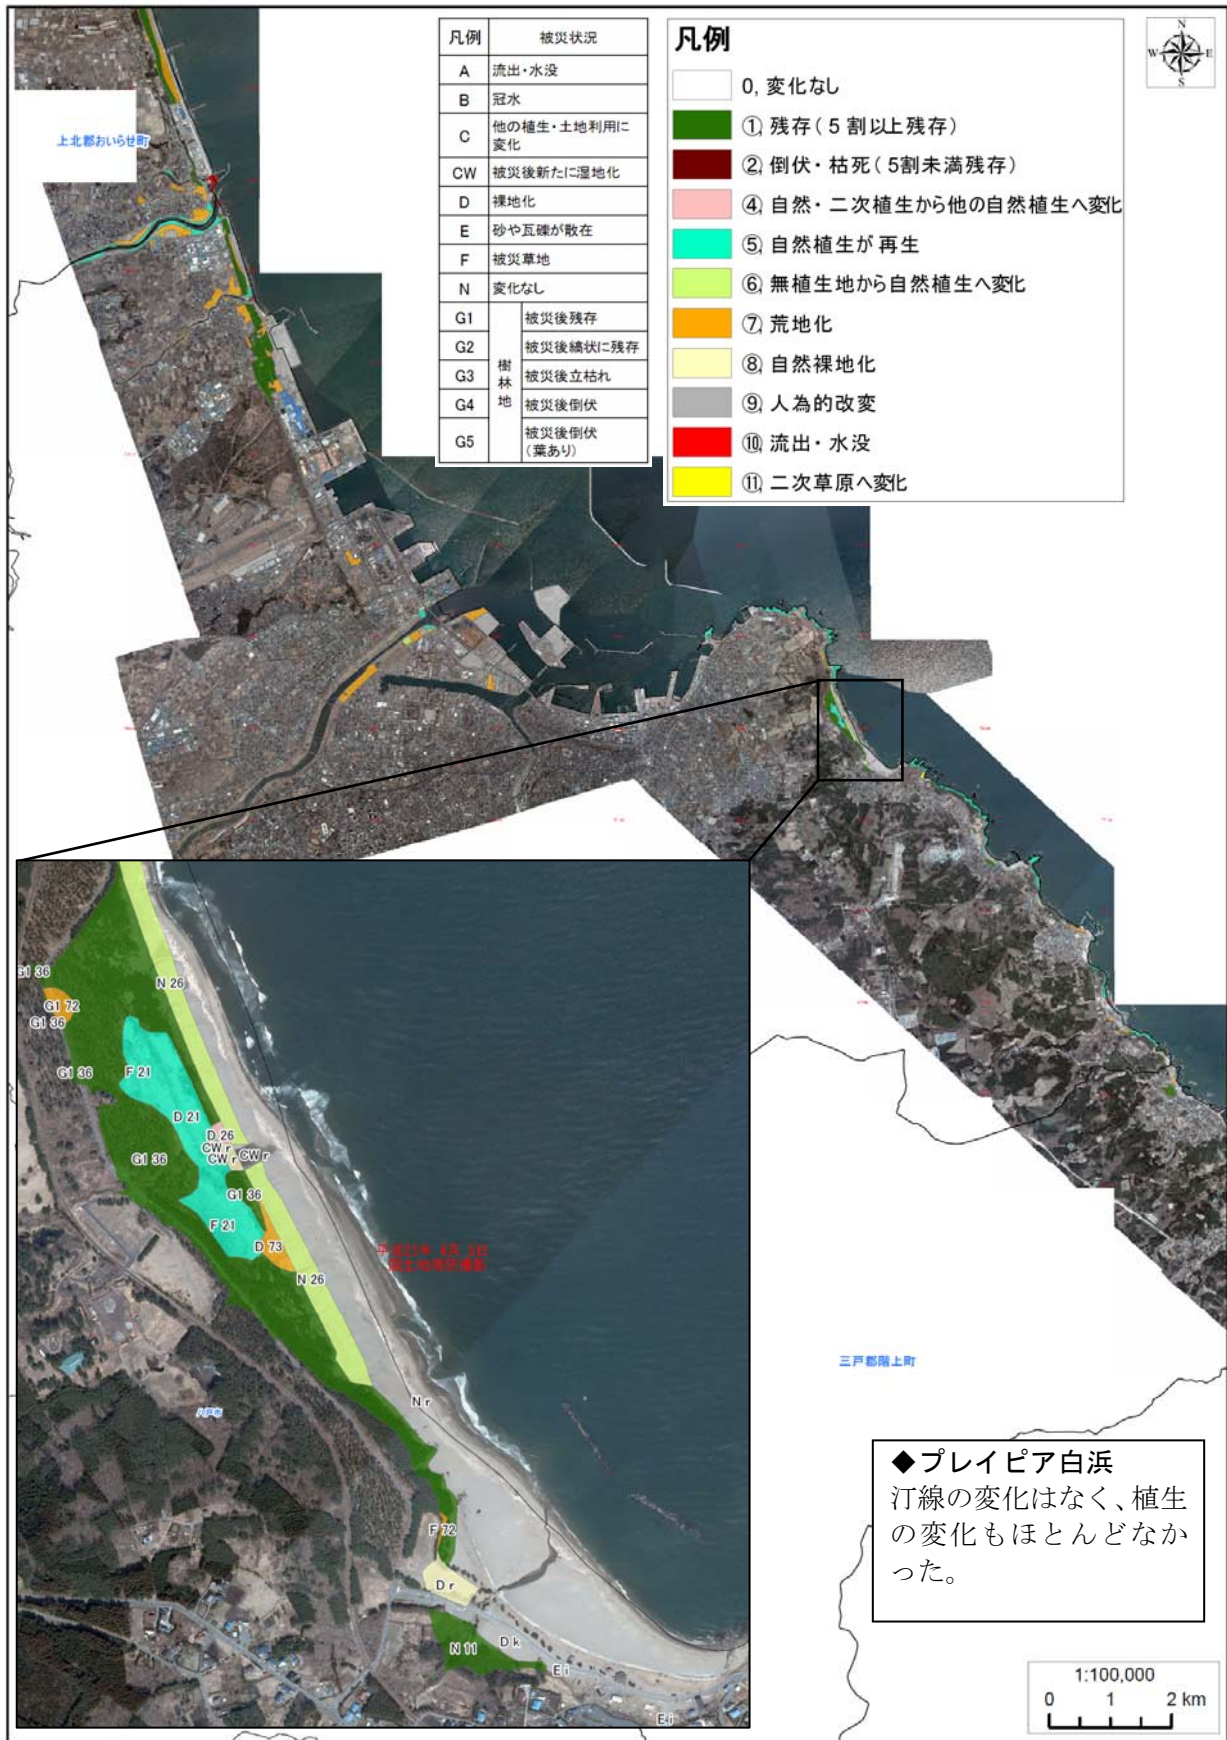 凡例 被災状況
A 流出・水没
B 冠水
C 他の植生・土地利用に
変化
CW 被災後新たに湿地化
D 裸地化
E 砂や瓦礫が散在
F 被災草地
N 変化なし
樹林地
G1 被災後残存
G2 被災後縞状に残存
G3 被災後立枯れ
G4 被災後倒伏
G5 被災後倒伏
(葉あり)
凡例
0, 変化なし
①, 残存(5割以上残存)
②, 倒伏・枯死(5割未満残存)
④, 自然・二次植生から他の自然植生へ変化
⑤, 自然植生が再生
⑥, 無植生地から自然植生へ変化
⑦, 荒地化
⑧, 自然裸地化
⑨, 人為的改変
⑩, 流出・水没
⑪, 二次草原へ変化
N
W E
S
上北郡おいらせ町
G1 36
N 26
G1 72
G1 36
G1 36
F 21
D 21
D 26
CW r
CW r
CW r
G1 36
G1 36
F 21
D 73
N 26
八戸市
N r
F 72
D r
N 11
D k
E i
E i
三戸郡階上町
◆プレイピア白浜
汀線の変化はなく、植生
の変化もほとんどなか
った。
1:100,000
0 1 2 km